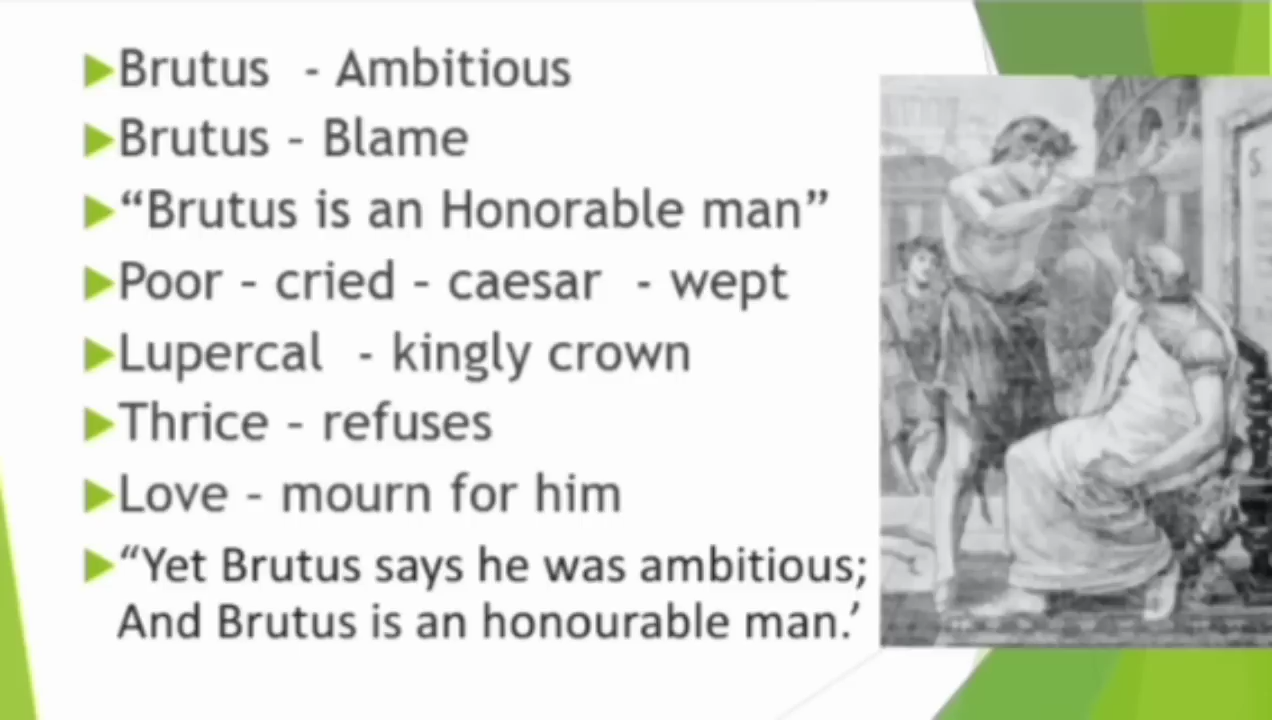 Brutus - Ambitious
Brutus - Blame
“Brutus is an Honorable man”
Poor - cried - caesar - wept
Lupercal - kingly crown
Thrice - refuses
Love - mourn for him
“Yet Brutus says he was ambitious;
And Brutus is an honourable man.’